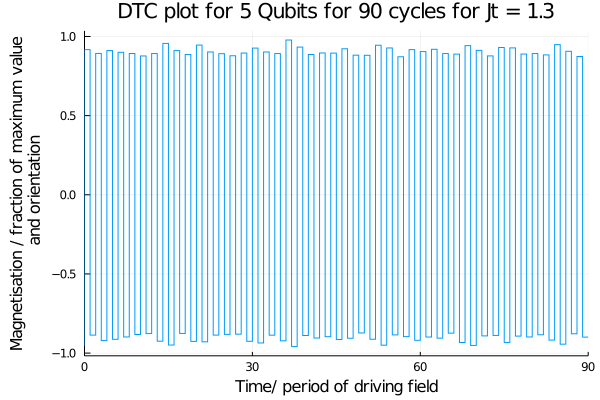 DTC plot for 5 Qubits for 90 cycles for Jt = 1.3
Magnetisation / fraction of maximum value
and orientation
1.0
0.5
0.0
−0.5
−1.0
0
30
60
90
Time/ period of driving field